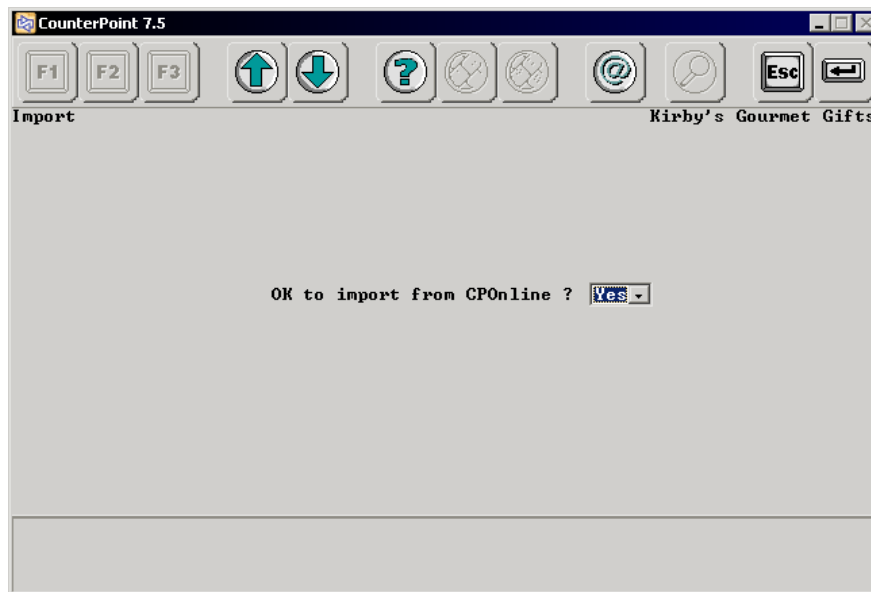 CounterPoint 7.5
F1 F2 F3 ? @ Esc
Import Kirby's Gourmet Gifts
OK to import from CPOnline ? Yes